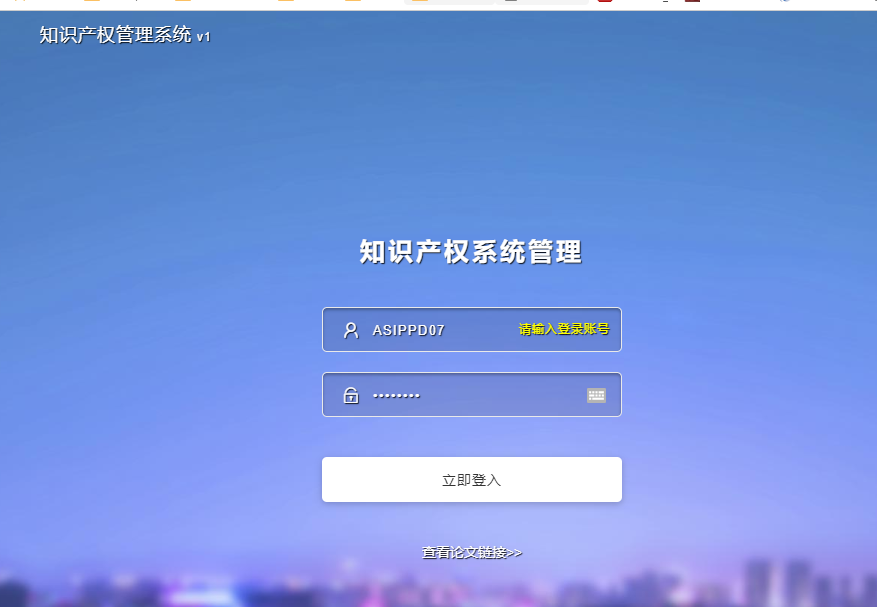 知识产权管理系统 v1
知识产权系统管理
ASIPPD07 请输入登录账号
••••••••
立即登入
查看论文链接>>